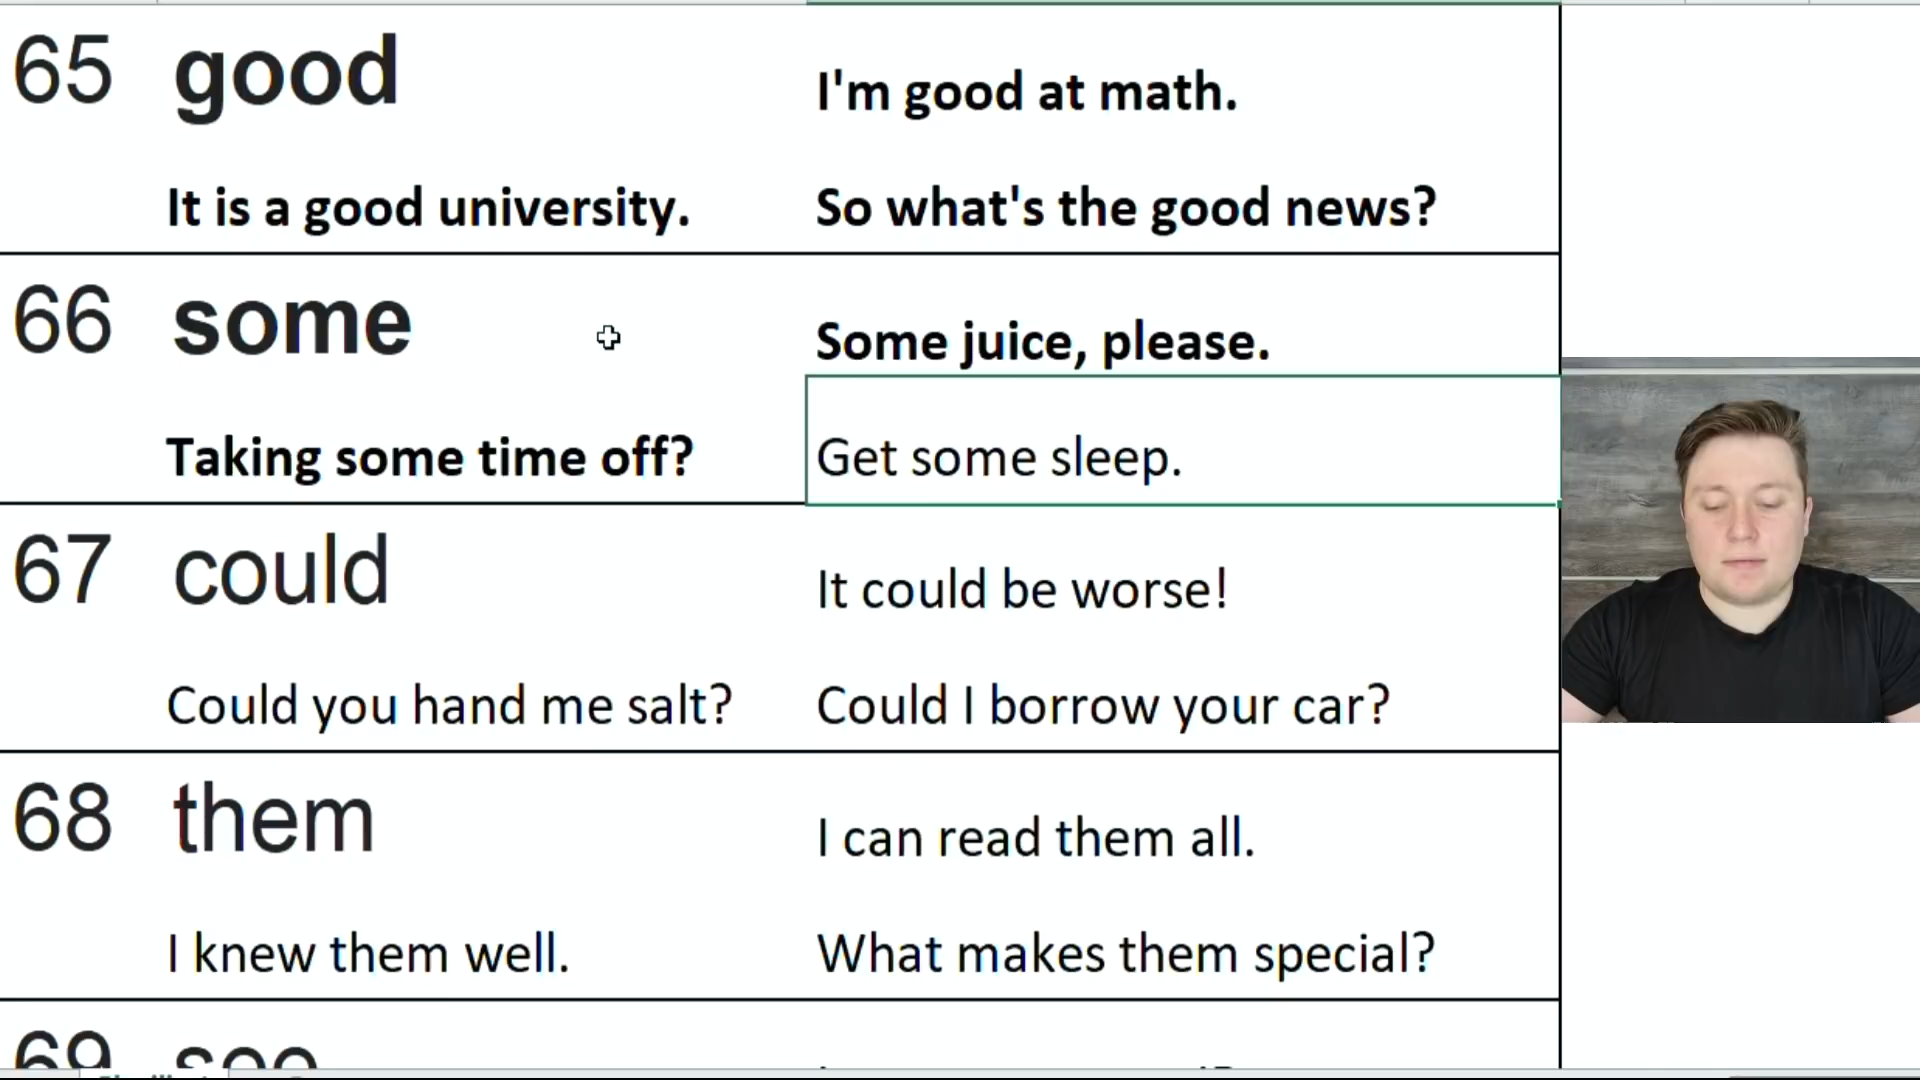 65 good I'm good at math.
It is a good university. So what's the good news?
66 some Some juice, please.
Taking some time off? Get some sleep.
67 could It could be worse!
Could you hand me salt? Could I borrow your car?
68 them I can read them all.
I knew them well. What makes them special?
69 see